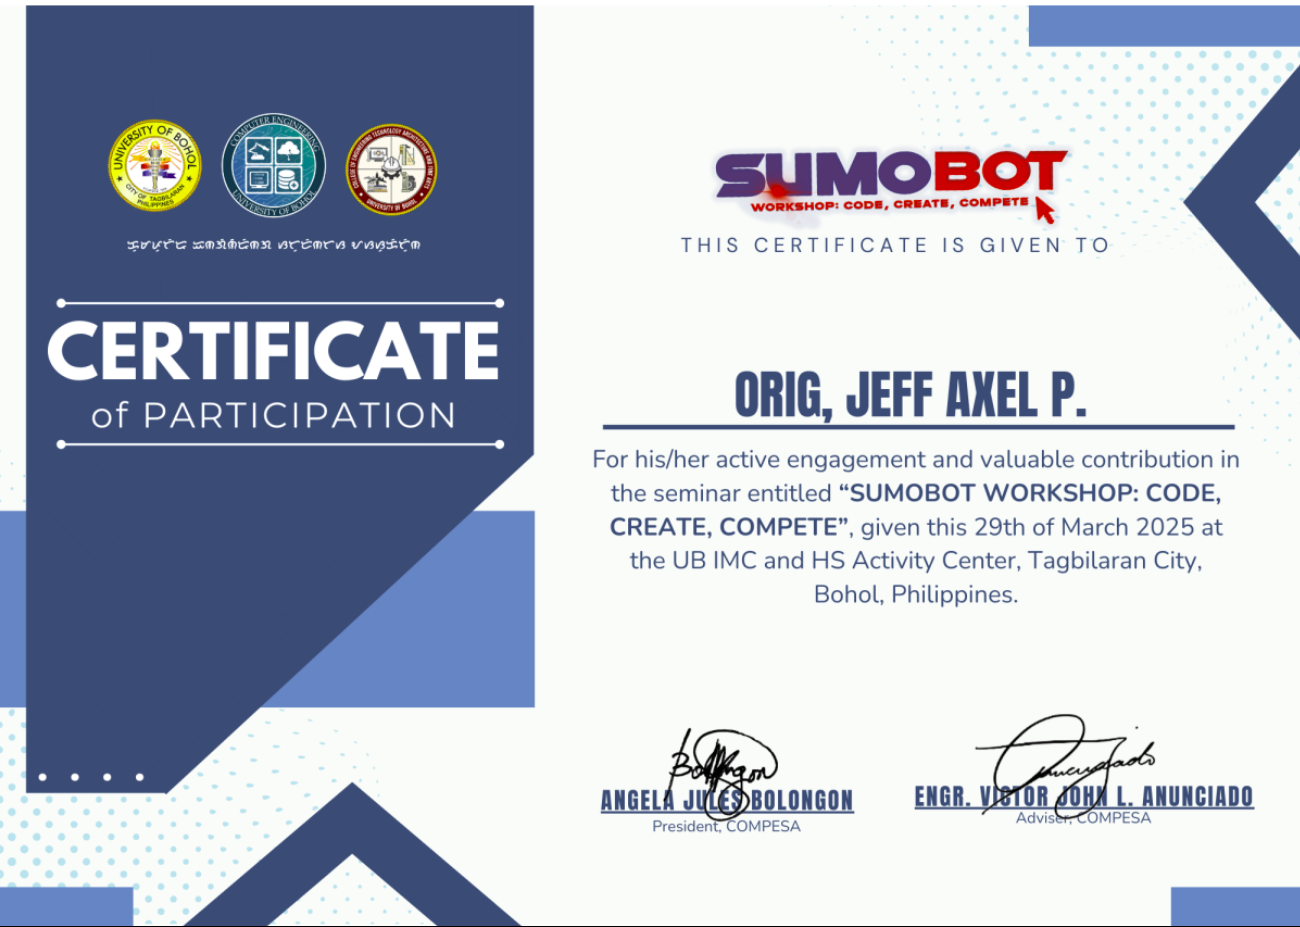 UNIVERSITY OF BOHOL
CITY OF TAGBILARAN
PHILIPPINES
COMPUTER ENGINEERING
UNIVERSITY OF BOHOL
COLLEGE OF ENGINEERING TECHNOLOGY ARCHITECTURE AND FINE ARTS
UNIVERSITY OF BOHOL
CERTIFICATE
of PARTICIPATION
SUMOBOT
WORKSHOP: CODE, CREATE, COMPETE
THIS CERTIFICATE IS GIVEN TO
ORIG, JEFF AXEL P.
For his/her active engagement and valuable contribution in
the seminar entitled “SUMOBOT WORKSHOP: CODE,
CREATE, COMPETE”, given this 29th of March 2025 at
the UB IMC and HS Activity Center, Tagbilaran City,
Bohol, Philippines.
ANGELA JULES BOLONGON
President, COMPESA
ENGR. VICTOR JOHN L. ANUNCIADO
Adviser, COMPESA